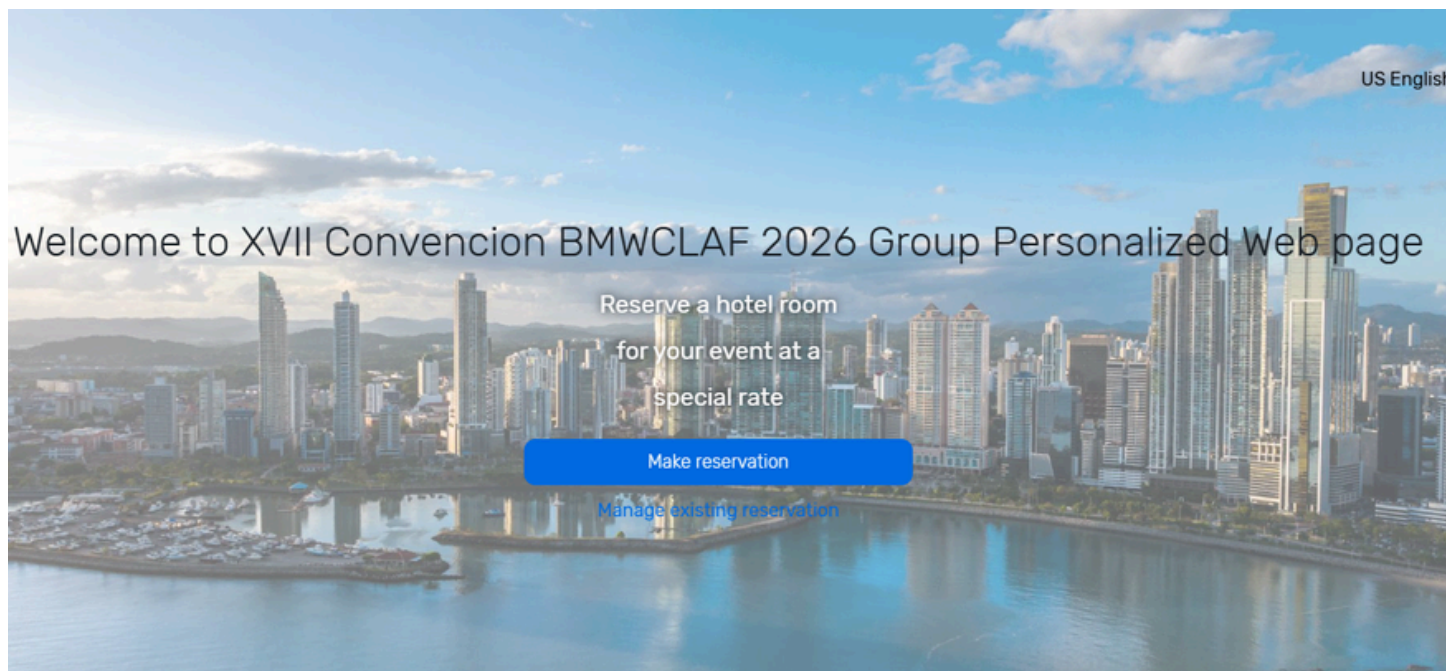 US English
Welcome to XVII Convencion BMWCLAF 2026 Group Personalized Web page
Reserve a hotel room
for your event at a
special rate
Make reservation
Manage existing reservation